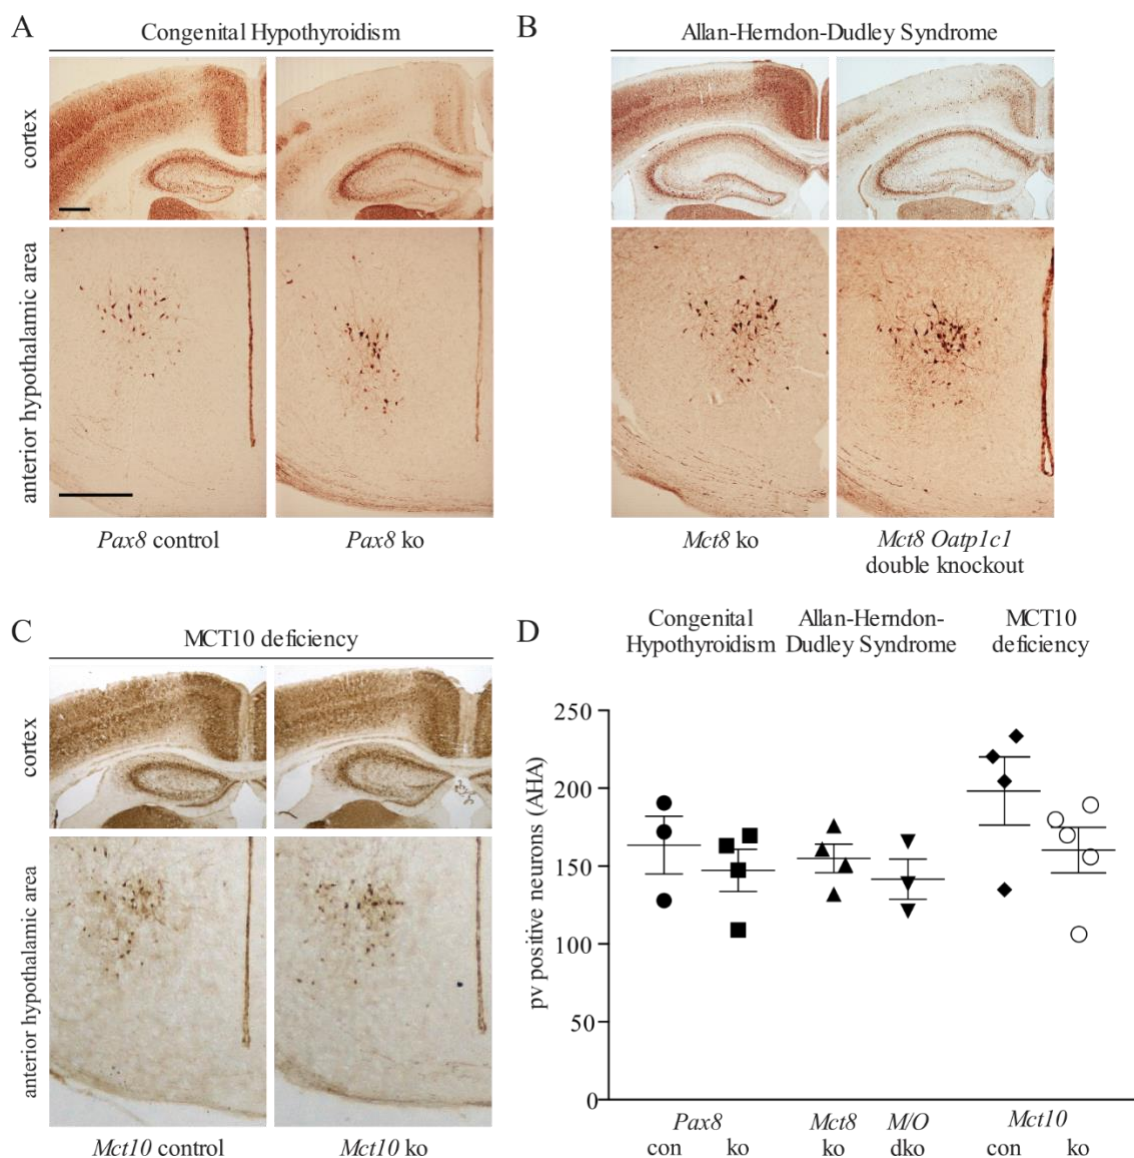 A
Congenital Hypothyroidism
cortex
anterior hypothalamic area
Pax8 control
Pax8 ko
B
Allan-Herndon-Dudley Syndrome
Mct8 ko
Mct8 Oatp1c1
double knockout
C
MCT10 deficiency
cortex
anterior hypothalamic area
Mct10 control
Mct10 ko
D
Congenital
Hypothyroidism
Allan-Herndon-
Dudley Syndrome
MCT10
deficiency
pv positive neurons (AHA)
250
200
150
100
50
0
Pax8
con
ko
Mct8
ko
M/O
dko
Mct10
con
ko